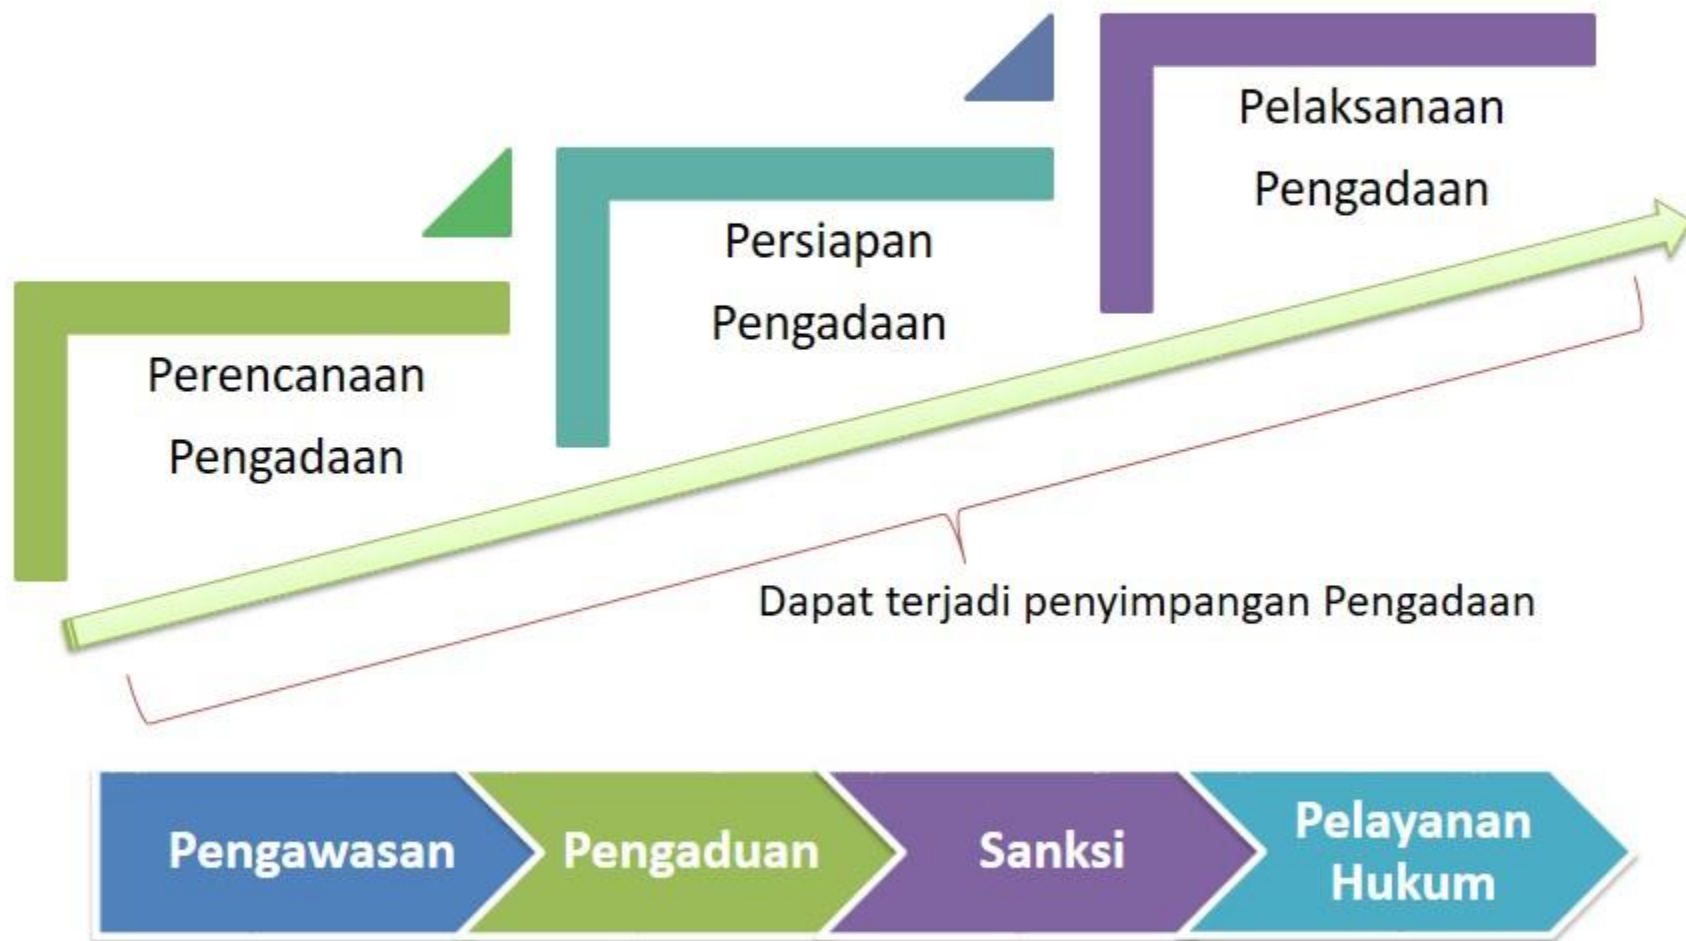 Perencanaan
Pengadaan
Persiapan
Pengadaan
Pelaksanaan
Pengadaan
Dapat terjadi penyimpangan Pengadaan
Pengawasan
Pengaduan
Sanksi
Pelayanan
Hukum